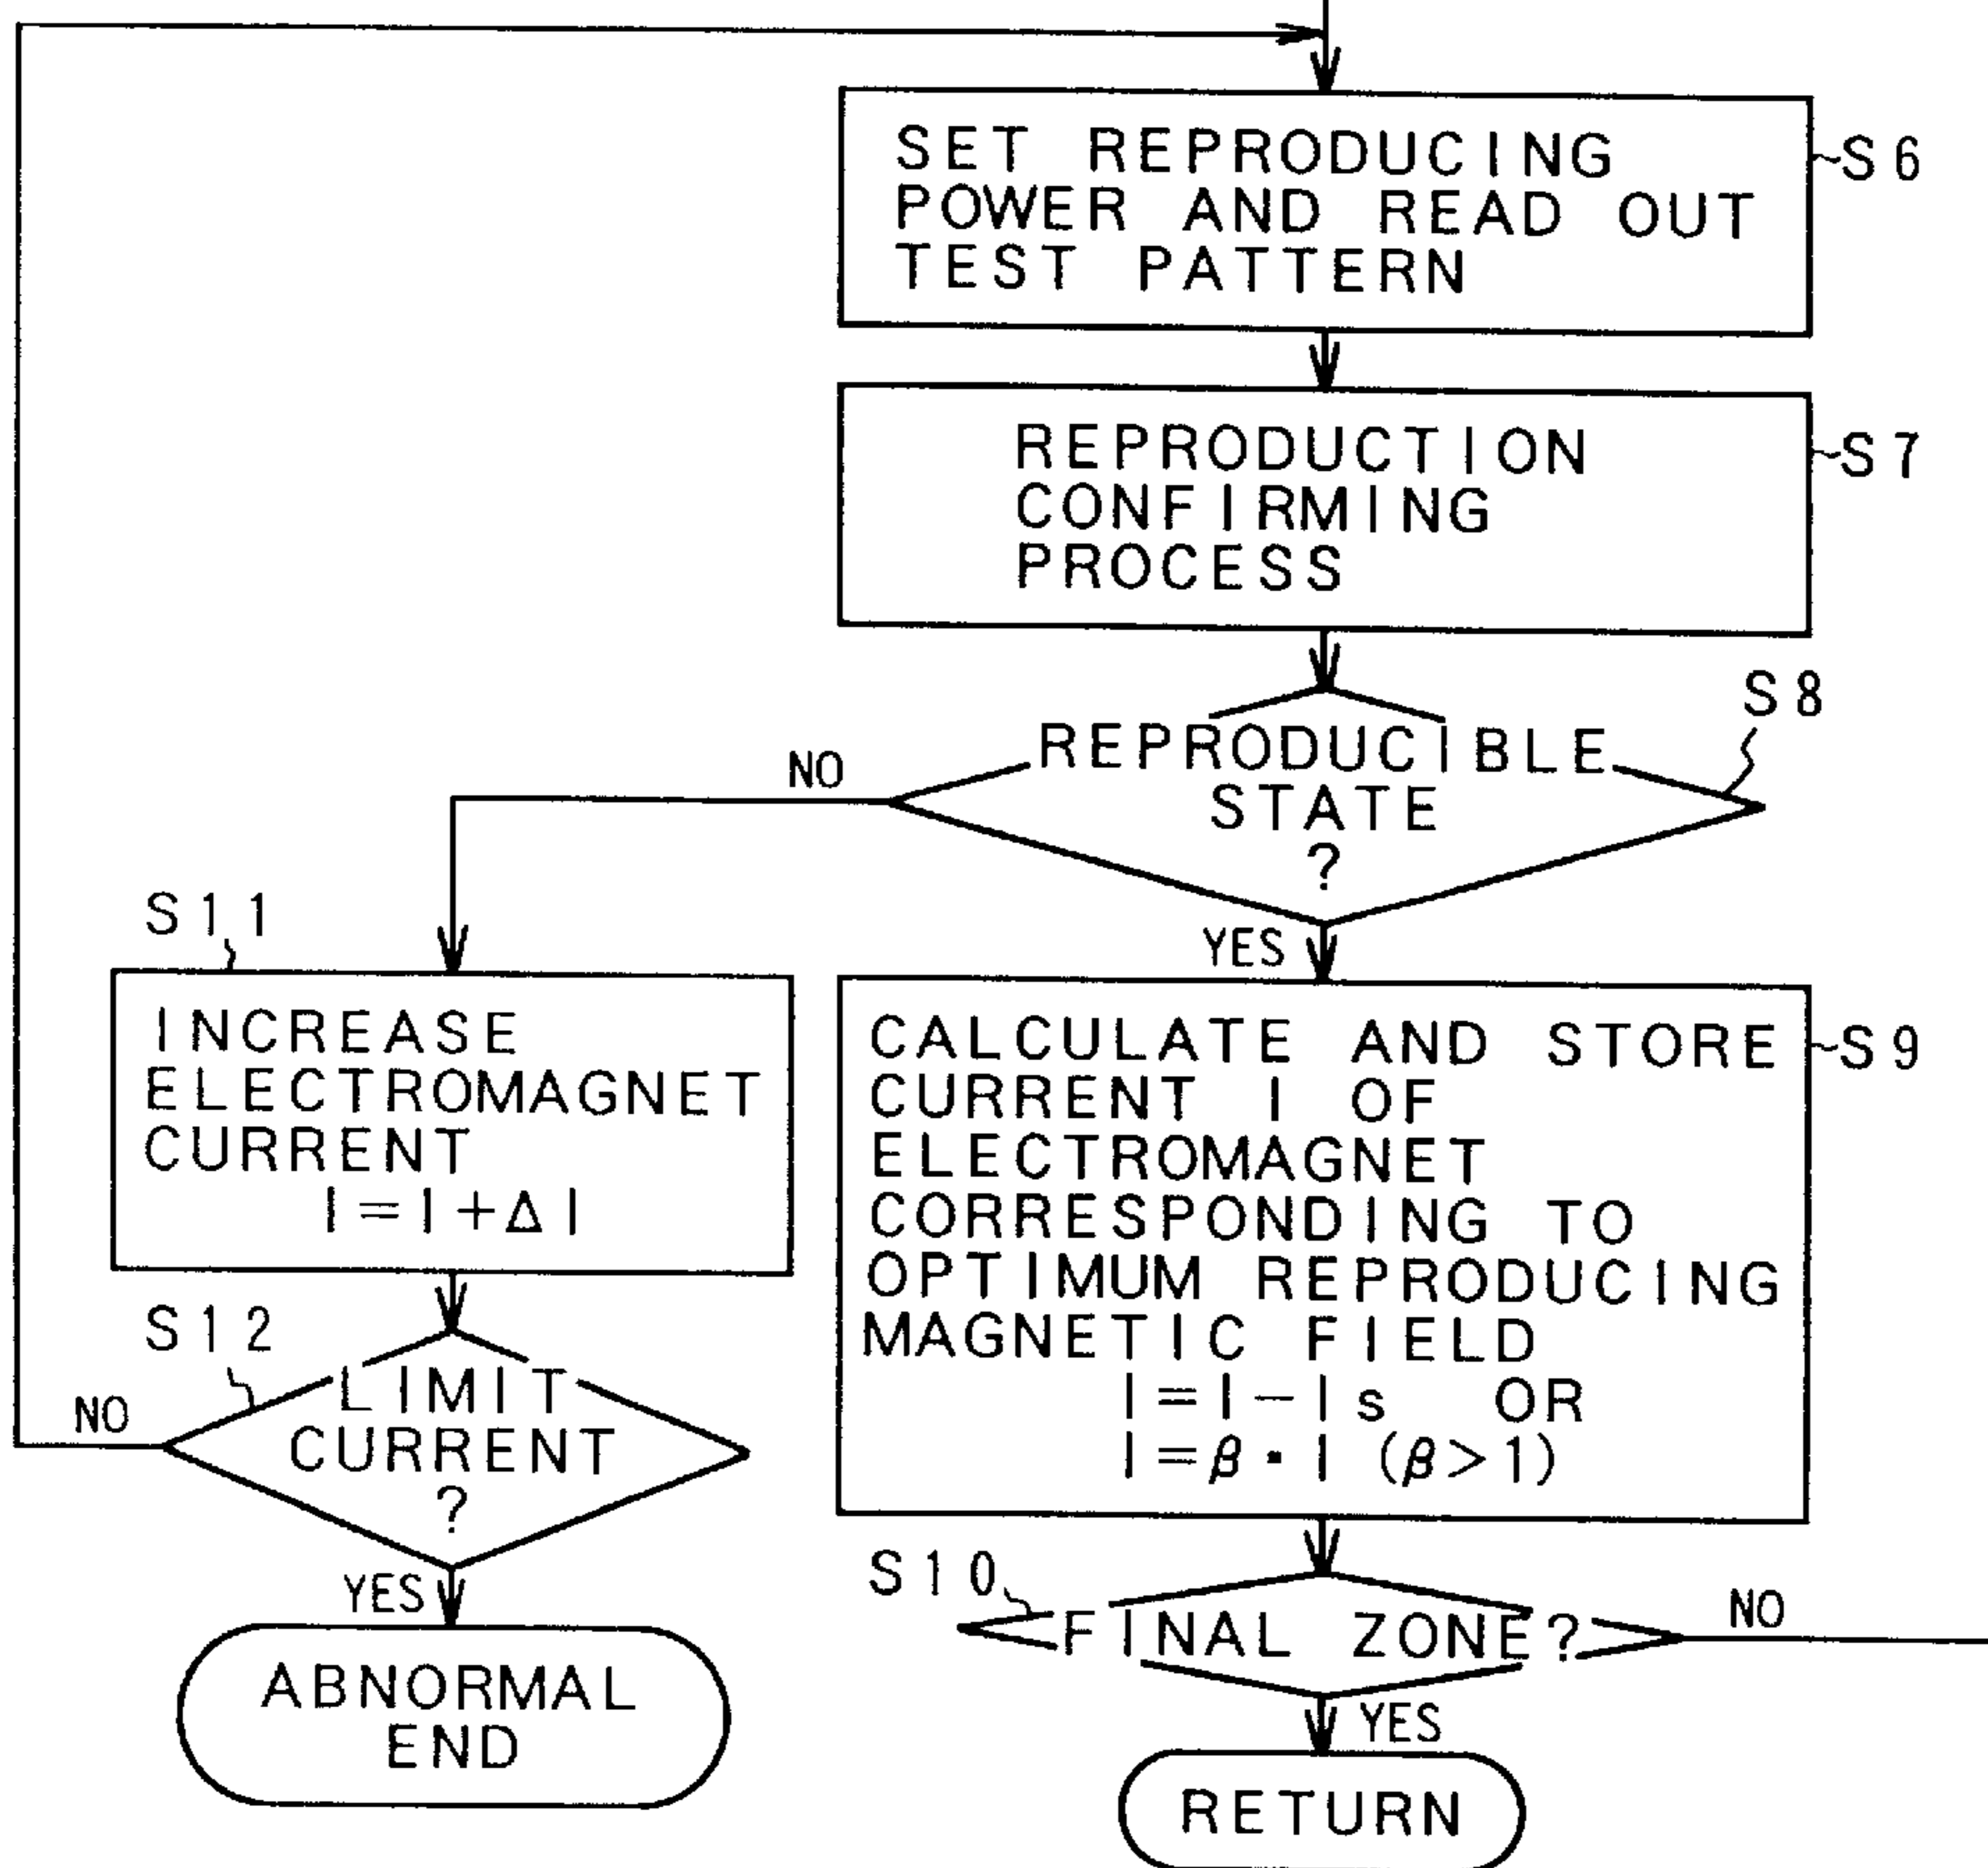 SET REPRODUCING
POWER AND READ OUT
TEST PATTERN
S6
REPRODUCTION
CONFIRMING
PROCESS
S7
S8
REPRODUCIBLE
STATE
?
NO
YES
S11
INCREASE
ELECTROMAGNET
CURRENT
I=I+ΔI
S12
LIMIT
CURRENT
?
NO
YES
ABNORMAL
END
CALCULATE AND STORE
CURRENT I OF
ELECTROMAGNET
CORRESPONDING TO
OPTIMUM REPRODUCING
MAGNETIC FIELD
I=I-Is OR
I=β·I (β>1)
S9
S10
FINAL ZONE?
NO
YES
RETURN